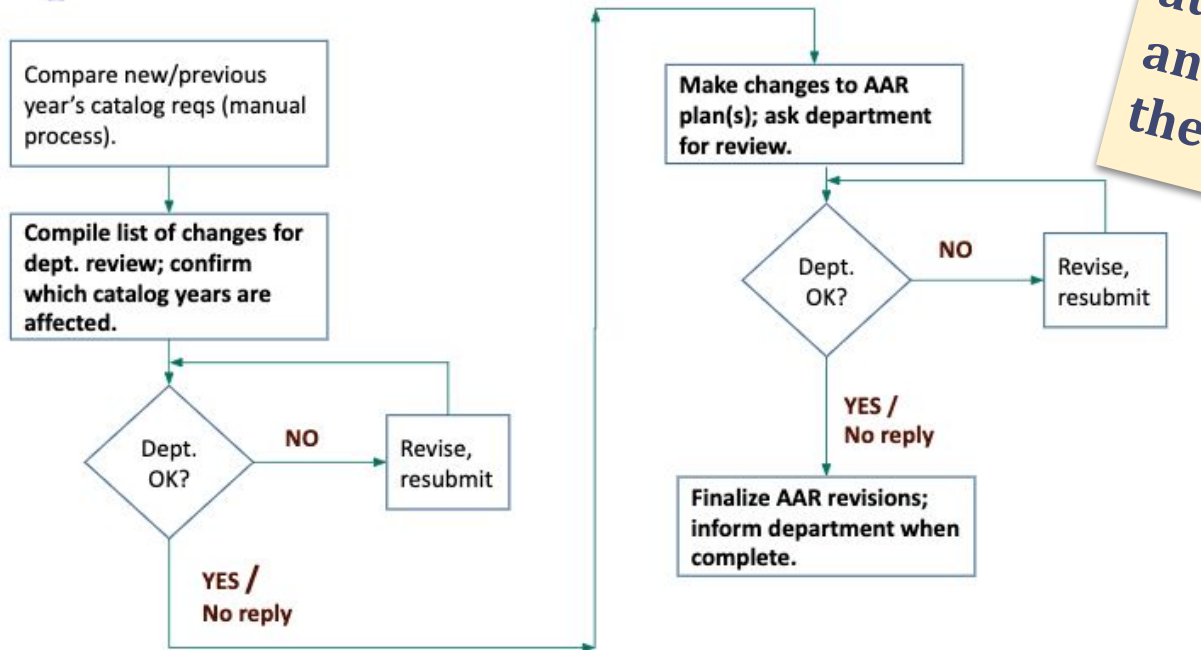 Compare new/previous
year’s catalog reqs (manual
process).
Compile list of changes for
dept. review; confirm
which catalog years are
affected.
Dept.
OK?
NO
Revise,
resubmit
YES /
No reply
Make changes to AAR
plan(s); ask department
for review.
Dept.
OK?
NO
Revise,
resubmit
YES /
No reply
Finalize AAR revisions;
inform department when
complete.